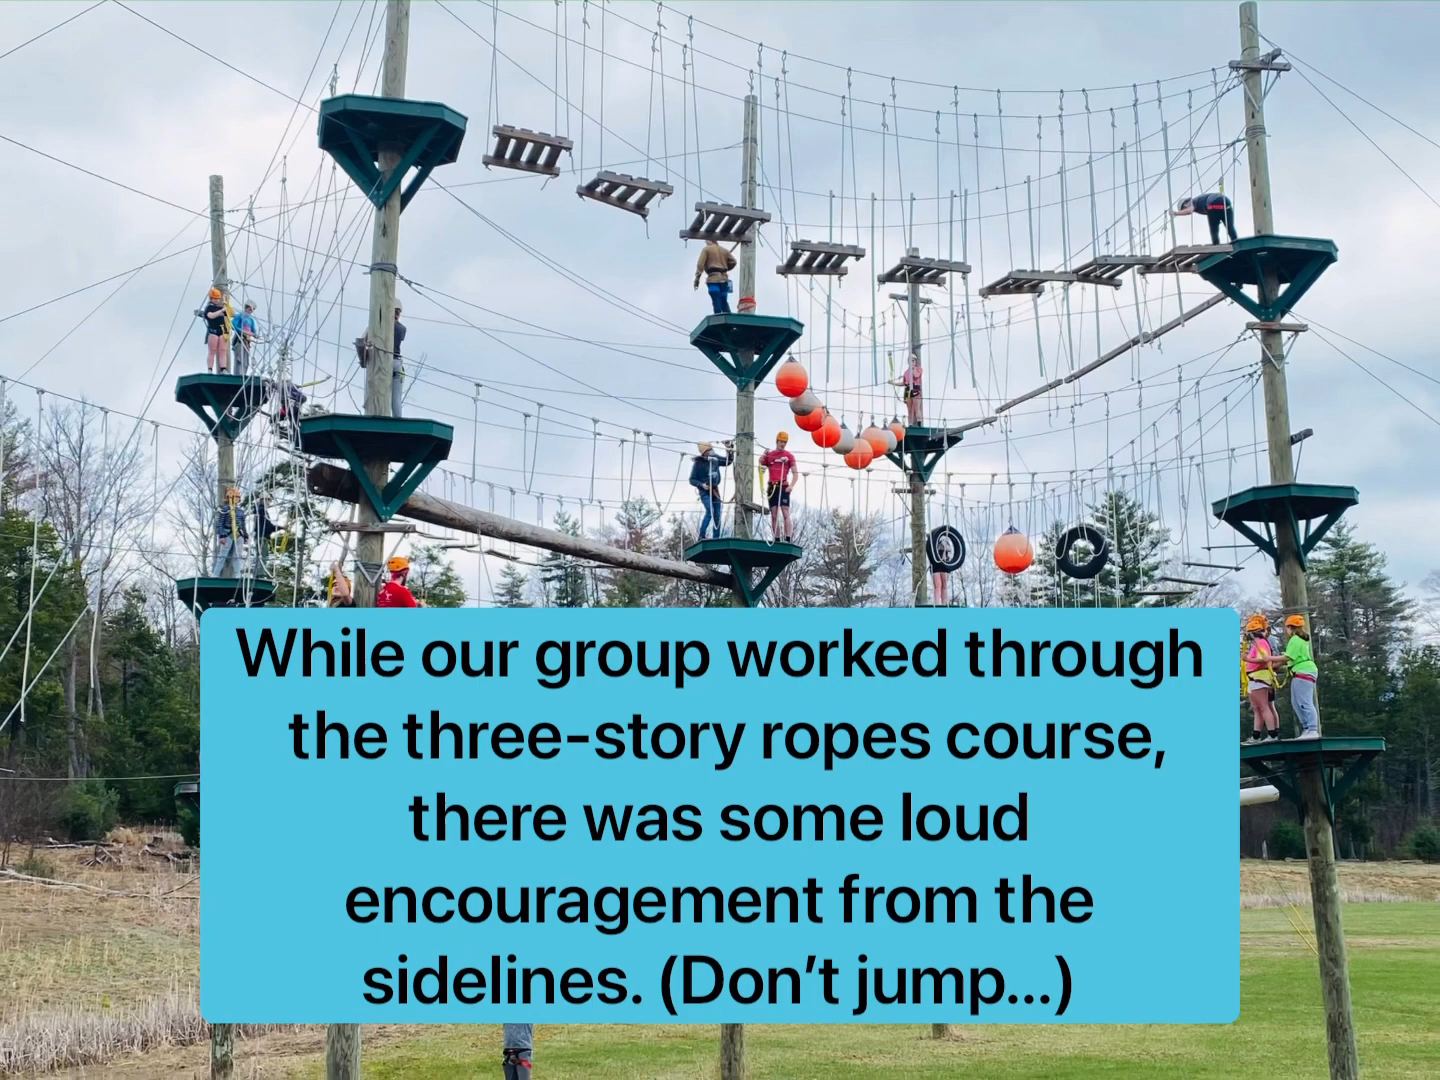 While our group worked through
the three-story ropes course,
there was some loud
encouragement from the
sidelines. (Don’t jump...)